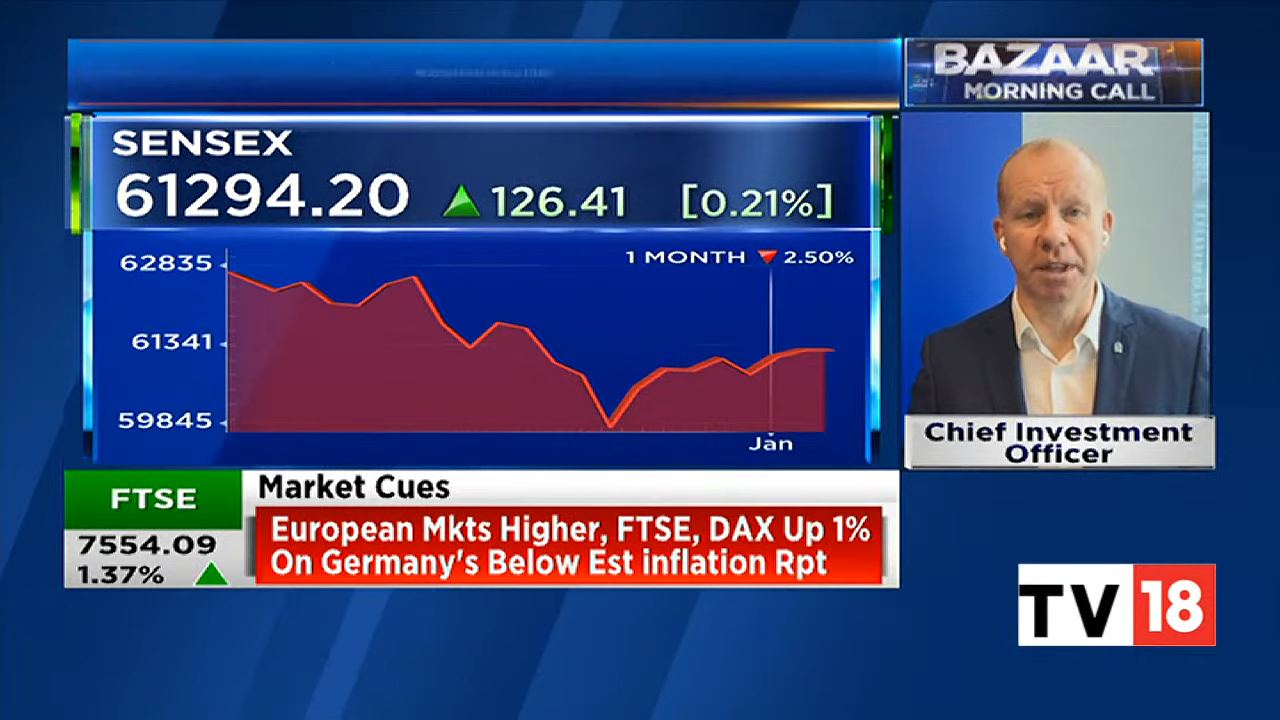 BAZAAR
MORNING CALL
SENSEX
61294.20 126.41 [0.21%]
1 MONTH 2.50%
62835
61341
59845
Jan
Chief Investment
Officer
FTSE
7554.09
1.37%
Market Cues
European Mkts Higher, FTSE, DAX Up 1%
On Germany's Below Est inflation Rpt
TV18